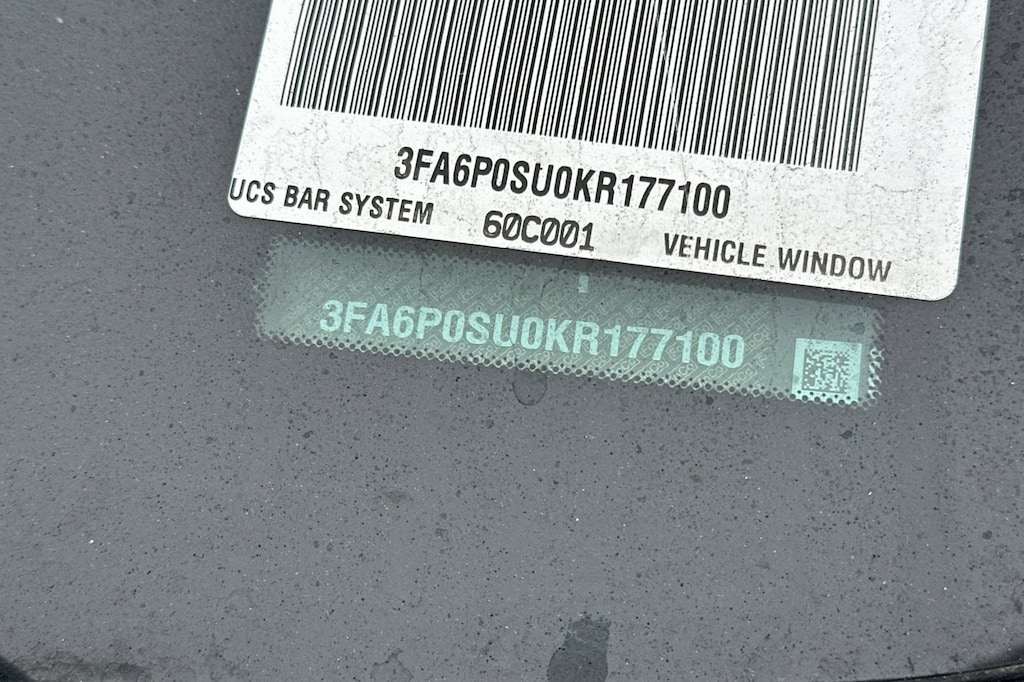 3FA6P0SU0KR177100
UCS BAR SYSTEM 60C001 VEHICLE WINDOW
3FA6P0SU0KR177100